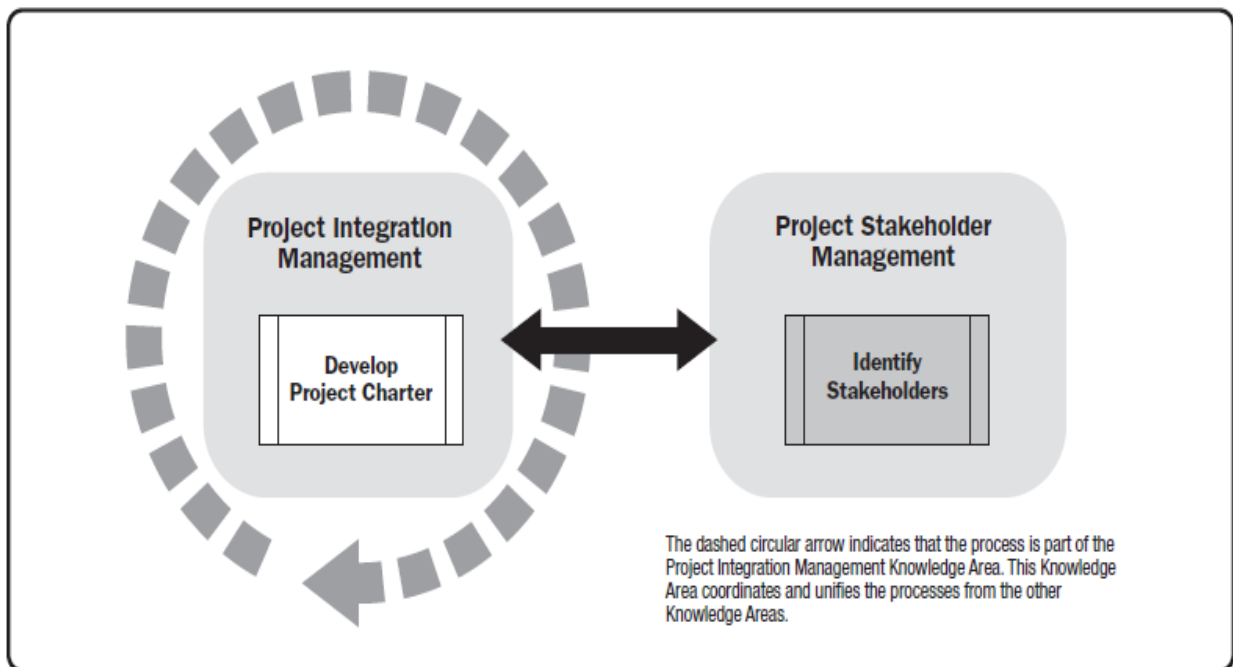 Project Integration
Management
Develop
Project Charter
Project Stakeholder
Management
Identify
Stakeholders
The dashed circular arrow indicates that the process is part of the
Project Integration Management Knowledge Area. This Knowledge
Area coordinates and unifies the processes from the other
Knowledge Areas.